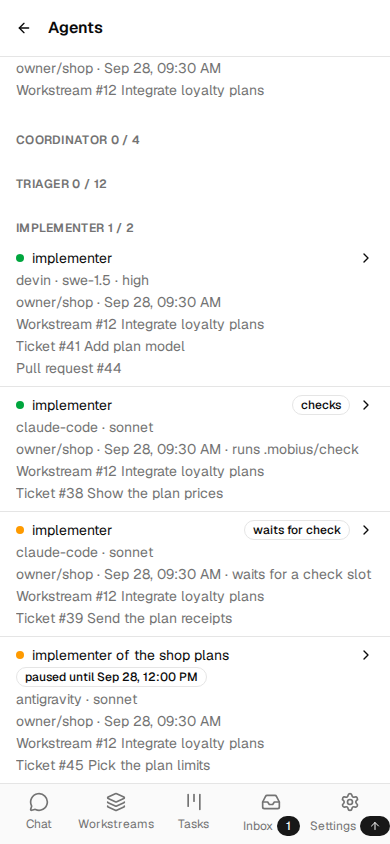 Agents
owner/shop · Sep 28, 09:30 AM
Workstream #12 Integrate loyalty plans
COORDINATOR 0 / 4
TRIAGER 0 / 12
IMPLEMENTER 1 / 2
implementer
devin · swe-1.5 · high
owner/shop · Sep 28, 09:30 AM
Workstream #12 Integrate loyalty plans
Ticket #41 Add plan model
Pull request #44
implementer checks
claude-code · sonnet
owner/shop · Sep 28, 09:30 AM · runs .mobius/check
Workstream #12 Integrate loyalty plans
Ticket #38 Show the plan prices
implementer waits for check
claude-code · sonnet
owner/shop · Sep 28, 09:30 AM · waits for a check slot
Workstream #12 Integrate loyalty plans
Ticket #39 Send the plan receipts
implementer of the shop plans
paused until Sep 28, 12:00 PM
antigravity · sonnet
owner/shop · Sep 28, 09:30 AM
Workstream #12 Integrate loyalty plans
Ticket #45 Pick the plan limits
Chat Workstreams Tasks Inbox 1 Settings